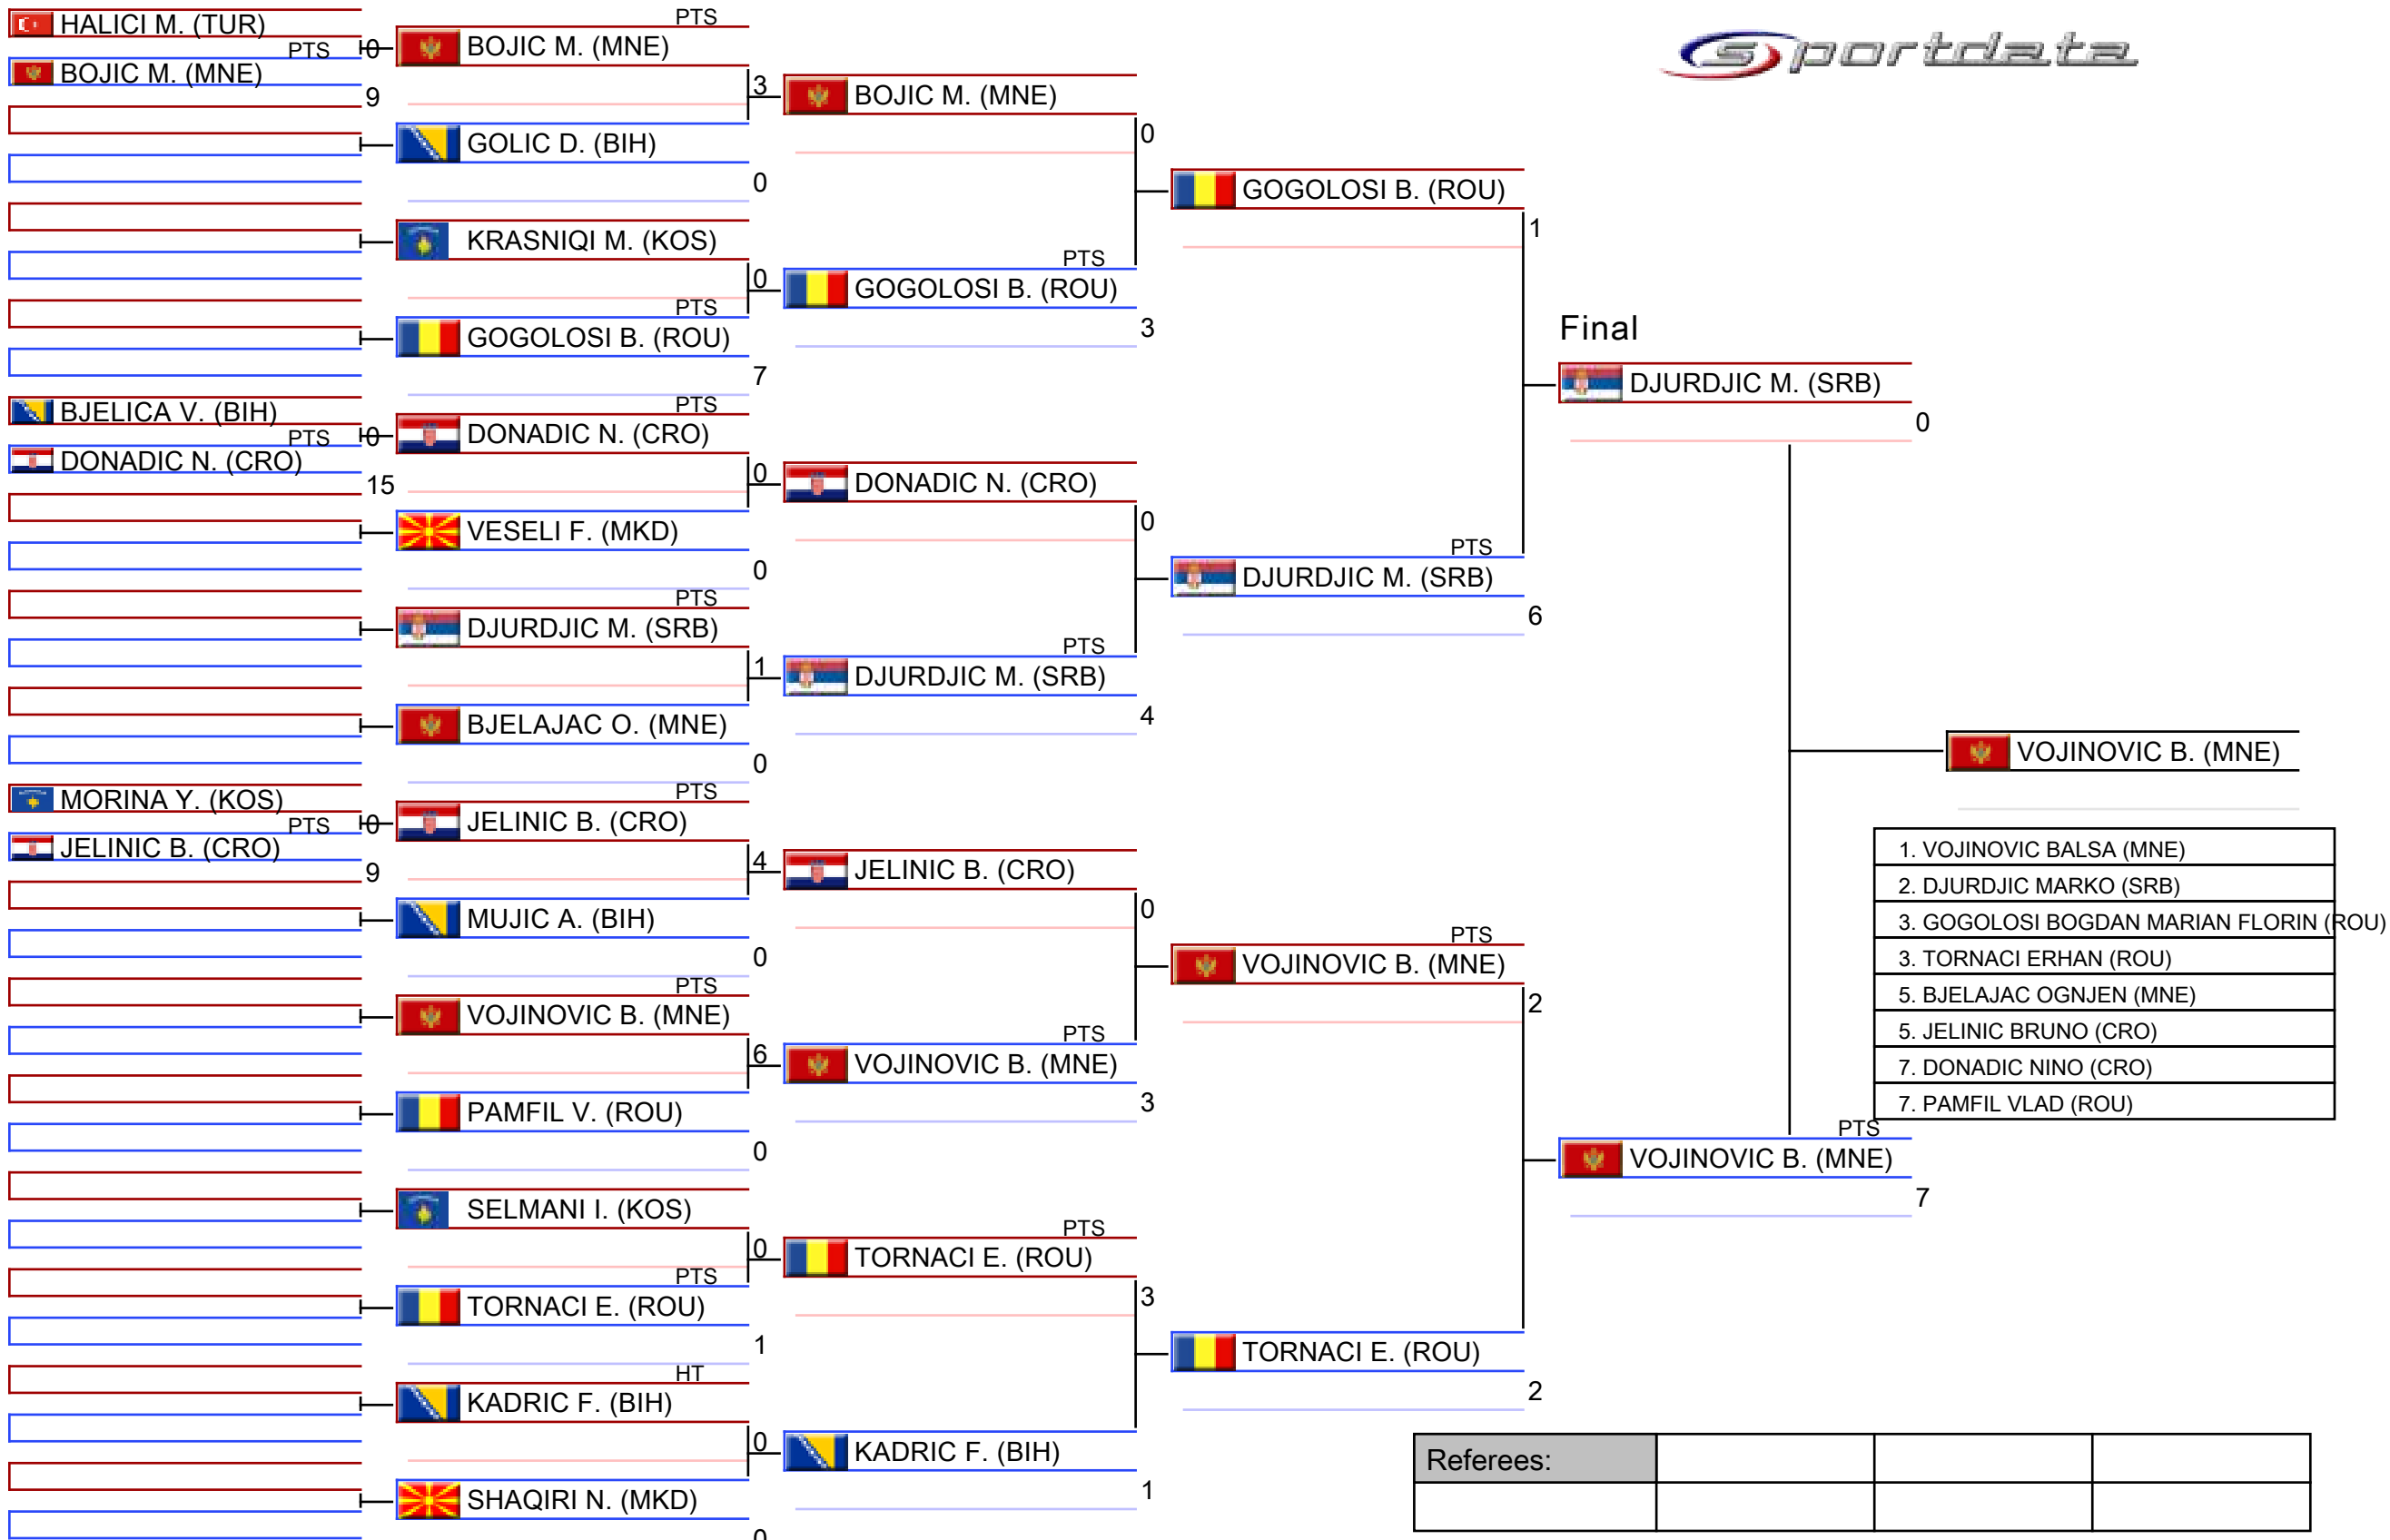 HALICI M. (TUR)
PTS
0
BOJIC M. (MNE)
9
BJELICA V. (BIH)
PTS
0
DONADIC N. (CRO)
15
MORINA Y. (KOS)
PTS
0
JELINIC B. (CRO)
9
PTS
BOJIC M. (MNE)
3
GOLIC D. (BIH)
0
KRASNIQI M. (KOS)
0
PTS
GOGOLOSI B. (ROU)
7
PTS
DONADIC N. (CRO)
0
VESELI F. (MKD)
0
PTS
DJURDJIC M. (SRB)
1
BJELAJAC O. (MNE)
0
PTS
JELINIC B. (CRO)
4
MUJIC A. (BIH)
0
PTS
VOJINOVIC B. (MNE)
6
PAMFIL V. (ROU)
0
SELMANI I. (KOS)
0
PTS
TORNACI E. (ROU)
1
HT
KADRIC F. (BIH)
0
SHAQIRI N. (MKD)
0
BOJIC M. (MNE)
0
PTS
GOGOLOSI B. (ROU)
3
DONADIC N. (CRO)
0
PTS
DJURDJIC M. (SRB)
4
JELINIC B. (CRO)
0
PTS
VOJINOVIC B. (MNE)
3
PTS
TORNACI E. (ROU)
3
KADRIC F. (BIH)
1
GOGOLOSI B. (ROU)
1
PTS
DJURDJIC M. (SRB)
6
PTS
VOJINOVIC B. (MNE)
2
TORNACI E. (ROU)
2
sportdata
Final
DJURDJIC M. (SRB)
0
PTS
VOJINOVIC B. (MNE)
7
VOJINOVIC B. (MNE)
1. VOJINOVIC BALSA (MNE)
2. DJURDJIC MARKO (SRB)
3. GOGOLOSI BOGDAN MARIAN FLORIN (ROU)
3. TORNACI ERHAN (ROU)
5. BJELAJAC OGNJEN (MNE)
5. JELINIC BRUNO (CRO)
7. DONADIC NINO (CRO)
7. PAMFIL VLAD (ROU)
Referees: